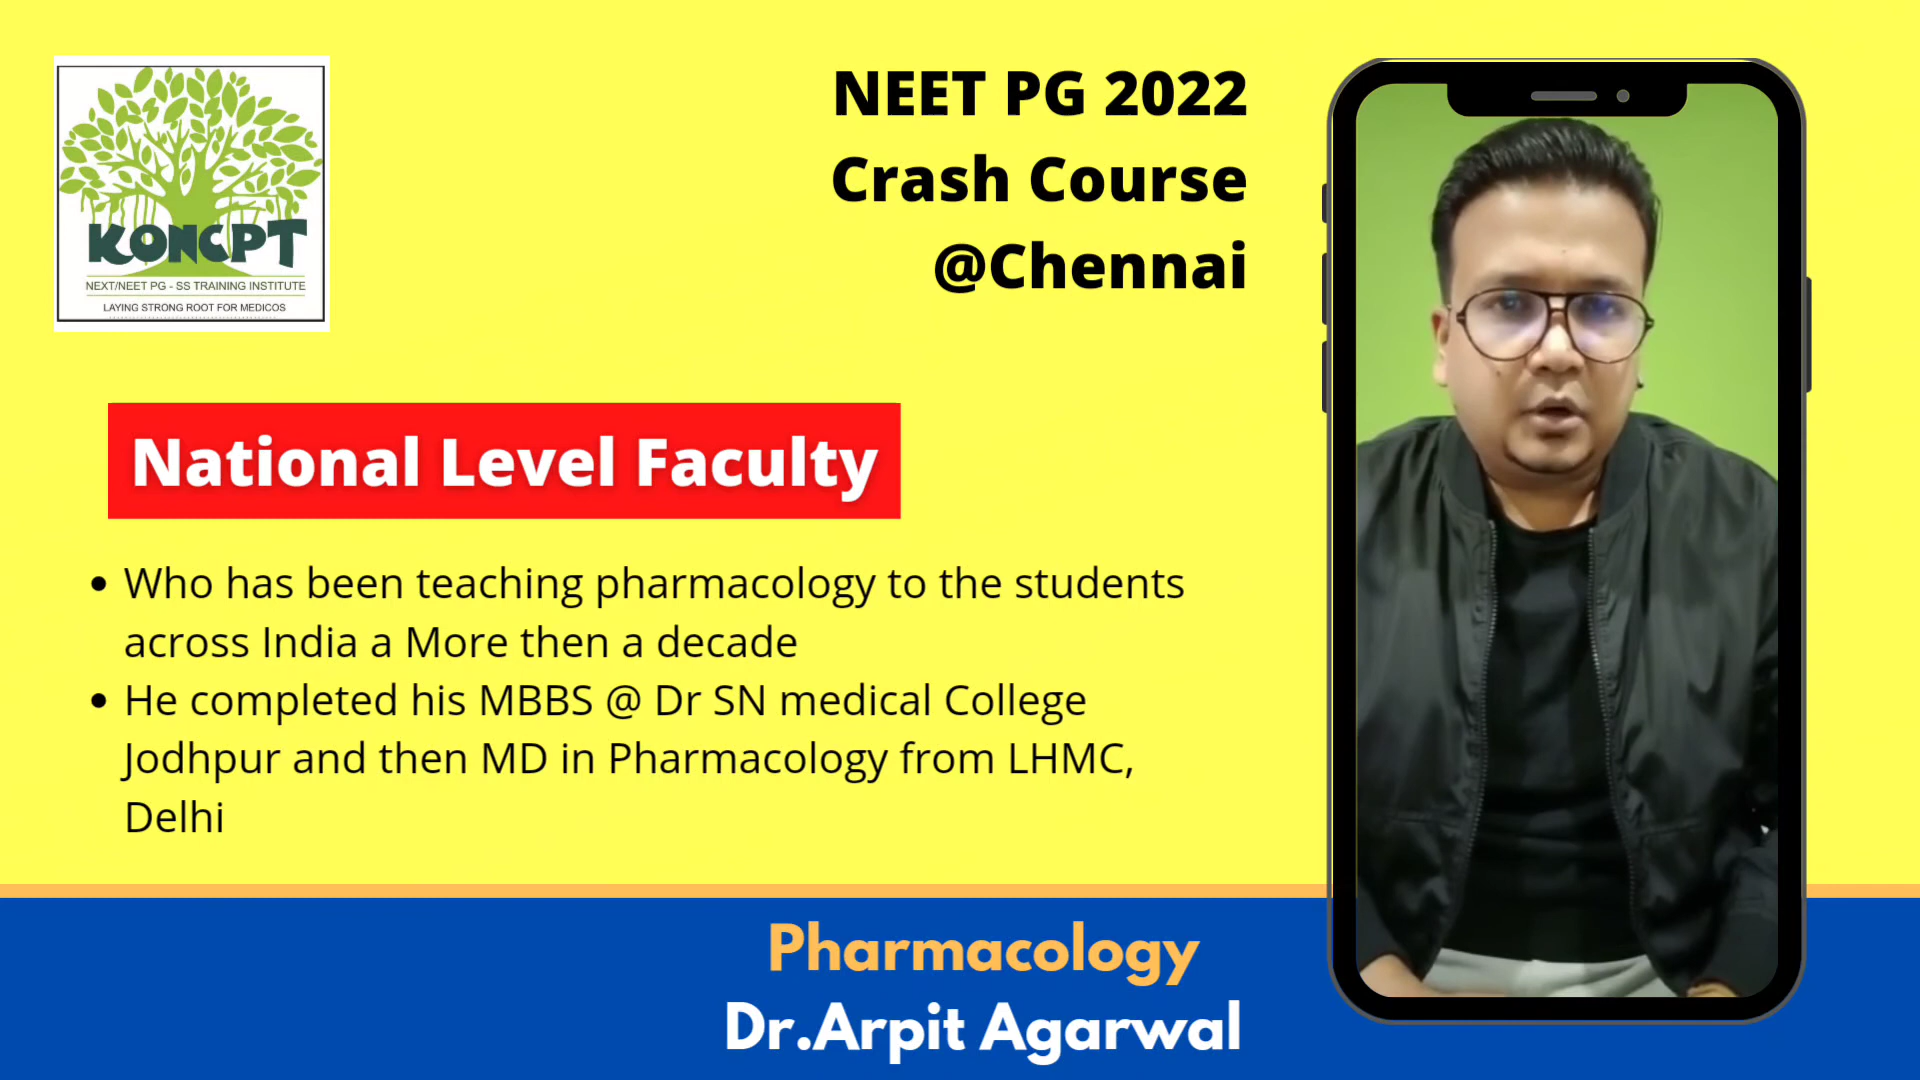 KONCPT
NEXT/NEET PG - SS TRAINING INSTITUTE
LAYING STRONG ROOT FOR MEDICOS
NEET PG 2022
Crash Course
@Chennai
National Level Faculty
• Who has been teaching pharmacology to the students
across India a More then a decade
• He completed his MBBS @ Dr SN medical College
Jodhpur and then MD in Pharmacology from LHMC,
Delhi
Pharmacology
Dr.Arpit Agarwal